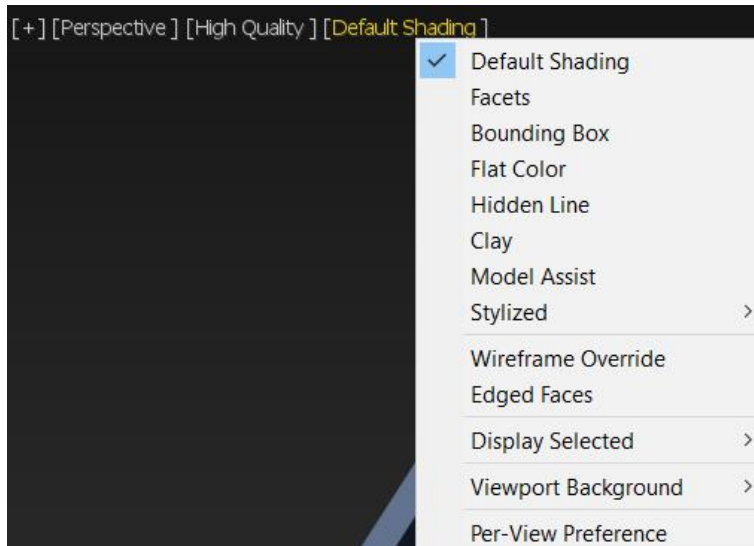 [+] [Perspective ] [High Quality ] [Default Shading ]
Default Shading
Facets
Bounding Box
Flat Color
Hidden Line
Clay
Model Assist
Stylized
Wireframe Override
Edged Faces
Display Selected
Viewport Background
Per-View Preference